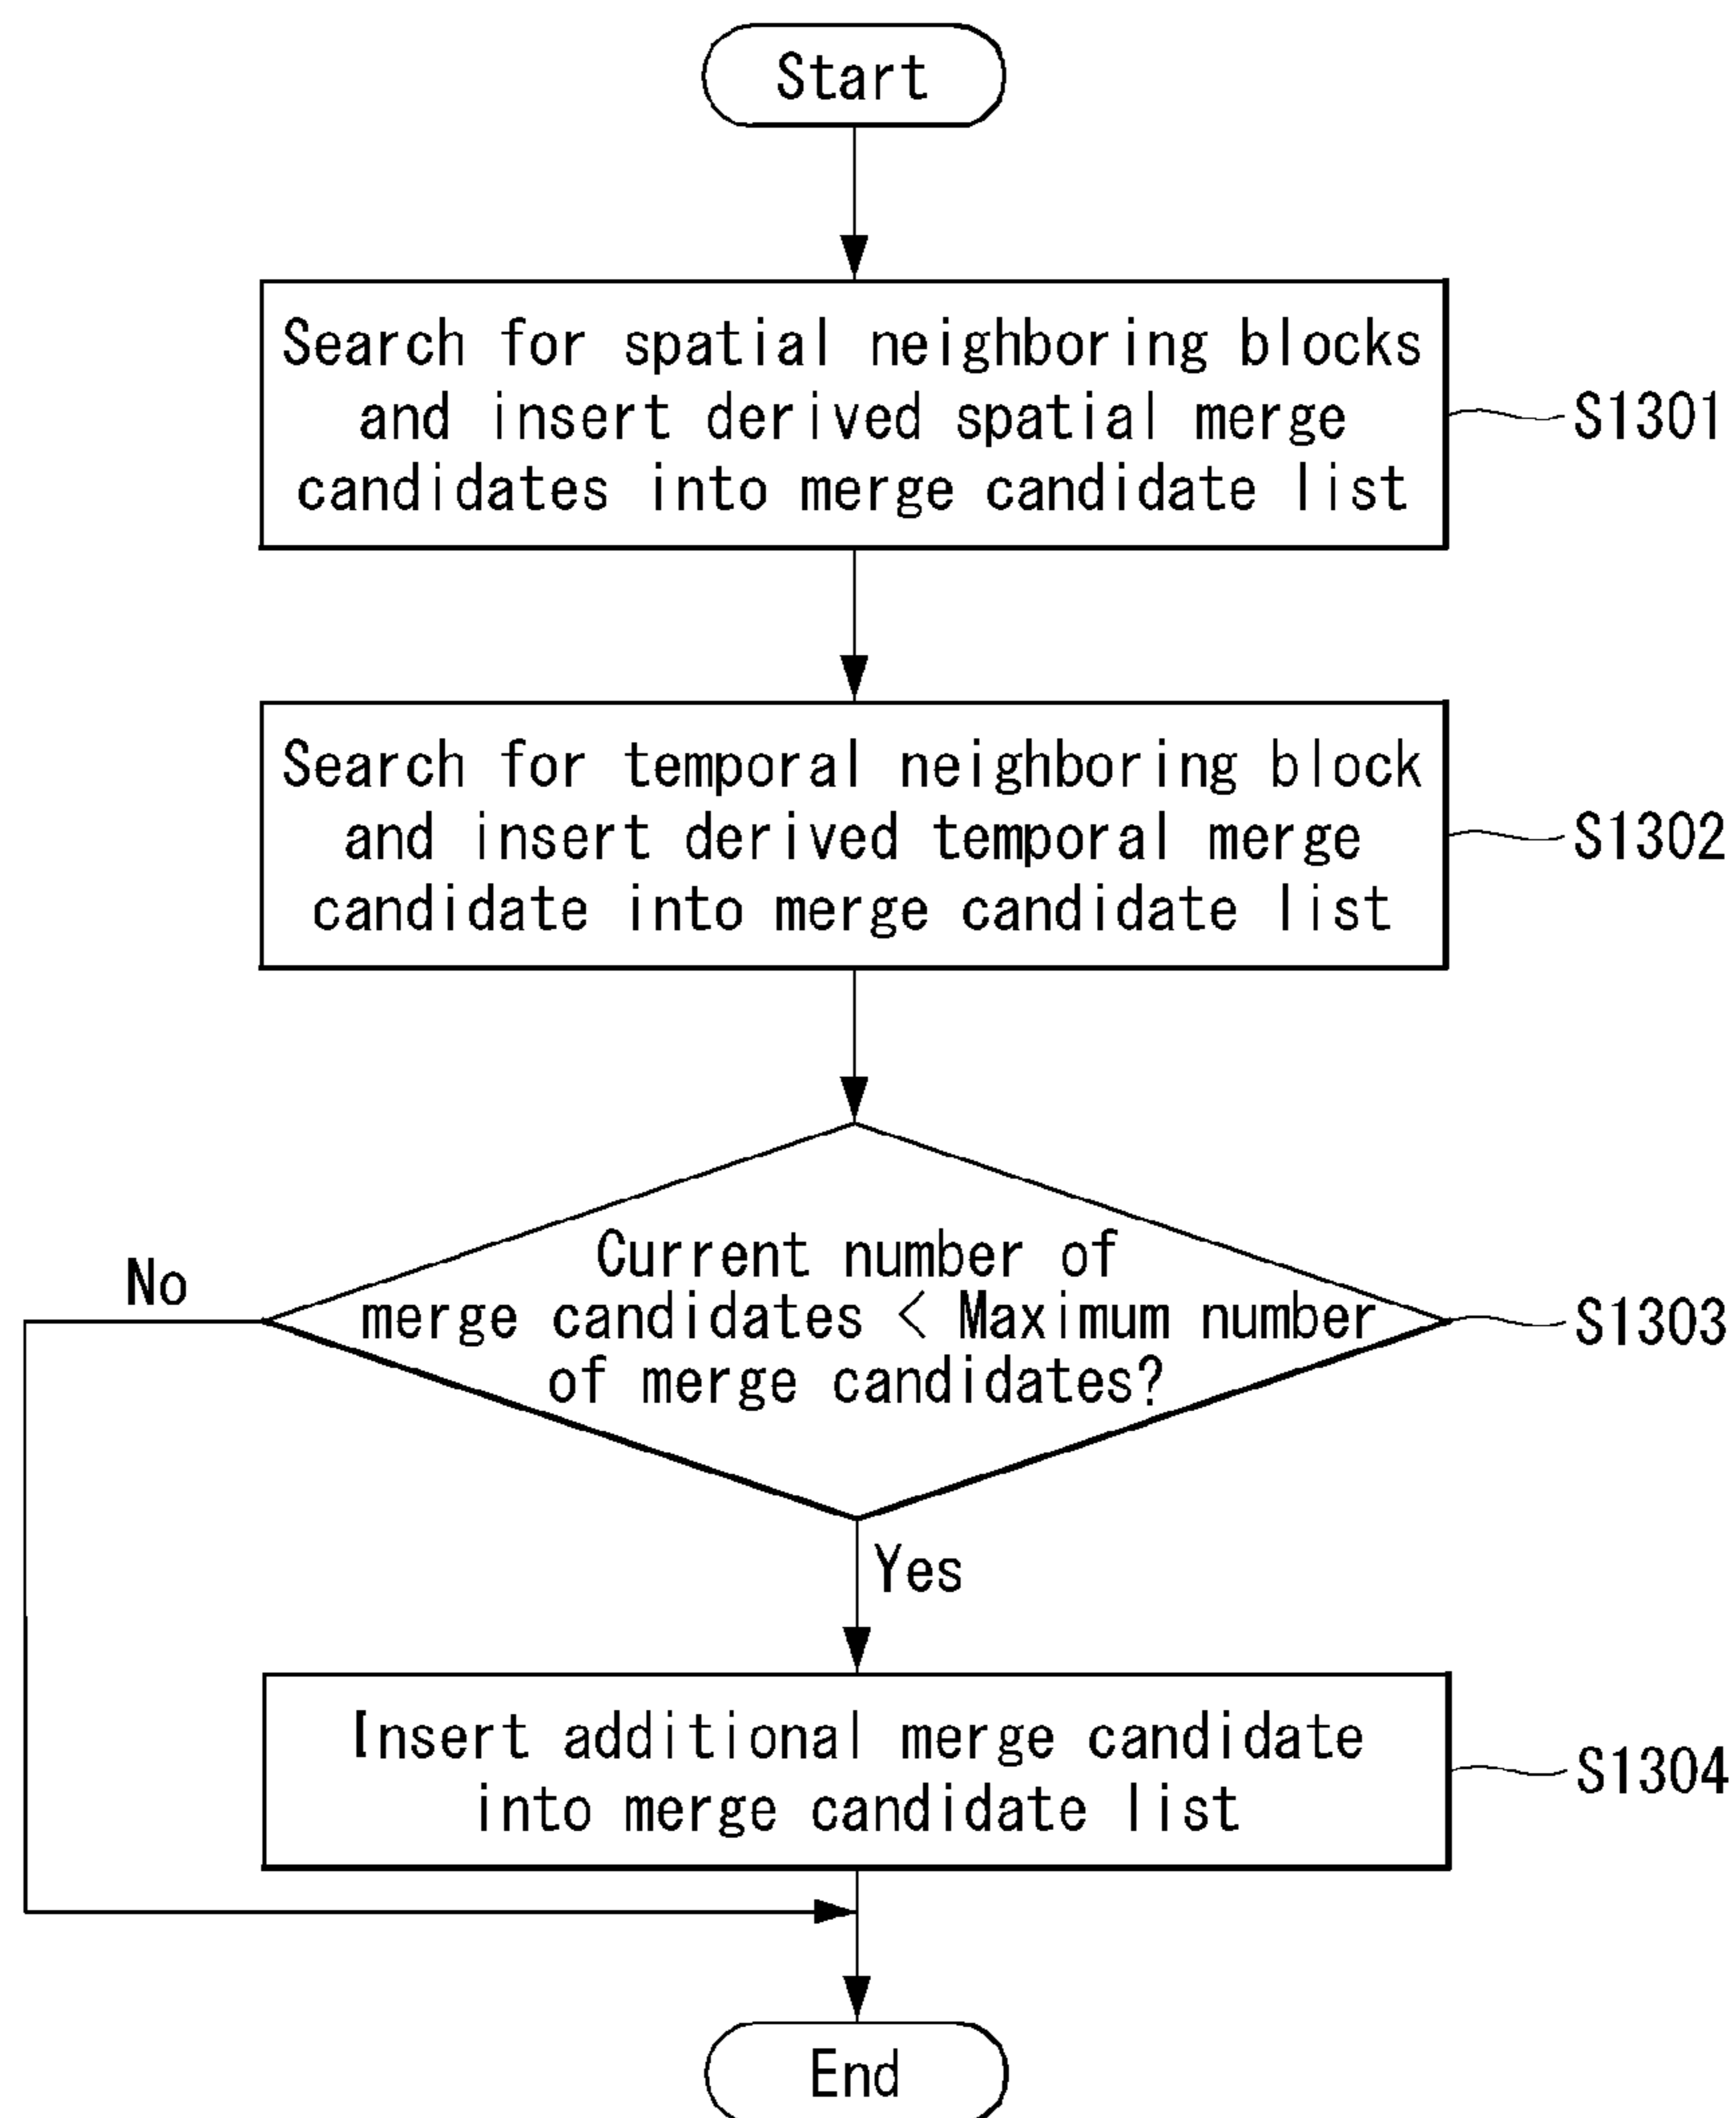 Start
Search for spatial neighboring blocks
and insert derived spatial merge
candidates into merge candidate list
S1301
Search for temporal neighboring block
and insert derived temporal merge
candidate into merge candidate list
S1302
Current number of
merge candidates < Maximum number
of merge candidates?
S1303
No
Yes
Insert additional merge candidate
into merge candidate list
S1304
End